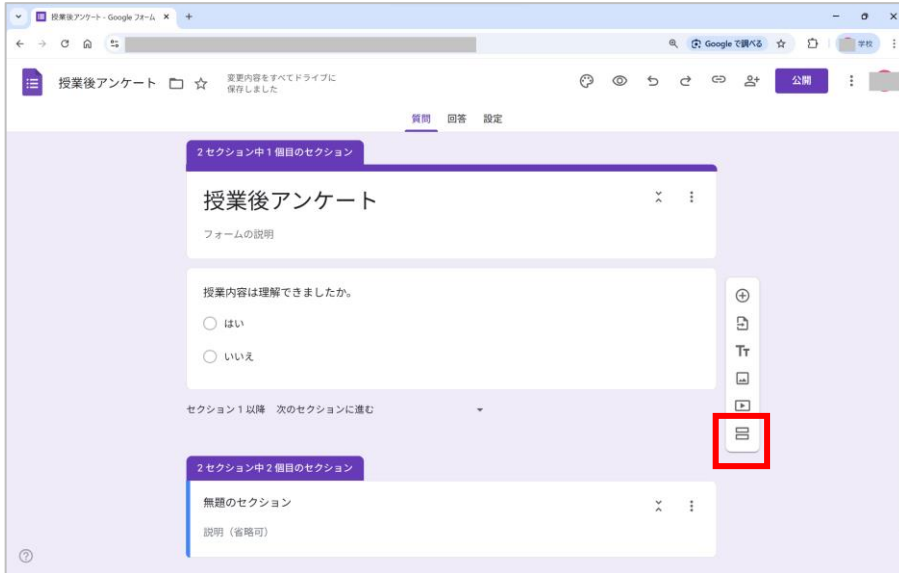 授業後アンケート - Google フォーム
Google で調べる
学校
授業後アンケート
変更内容をすべてドライブに
保存しました
公開
質問 回答 設定
2 セクション中 1 個目のセクション
授業後アンケート
フォームの説明
授業内容は理解できましたか。
はい
いいえ
Tт
セクション 1 以降 次のセクションに進む
2 セクション中 2 個目のセクション
無題のセクション
説明（省略可）